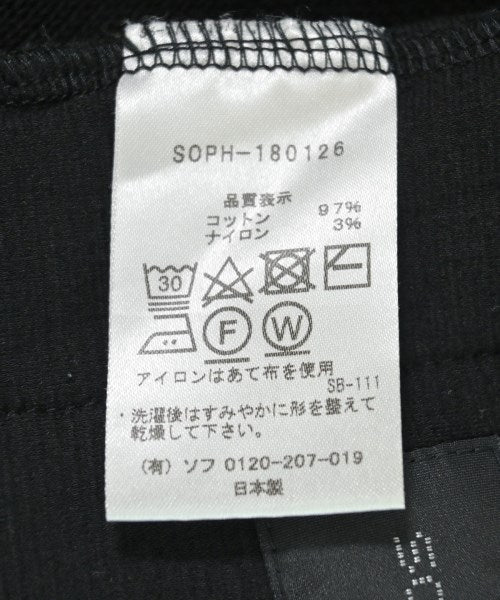 SOPH-180126
品質表示
コットン 97%
ナイロン 3%
30
F W
アイロンはあて布を使用
SB-111
・洗濯後はすみやかに形を整えて
乾燥して下さい。
(有) ソフ 0120-207-019
日本製